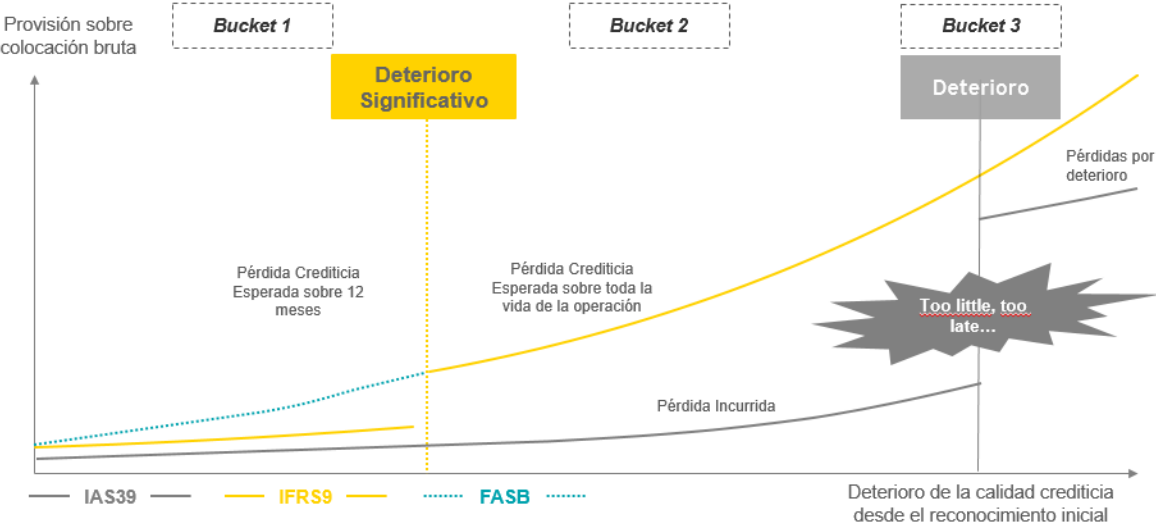 Provisión sobre
colocación bruta
Bucket 1
Bucket 2
Bucket 3
Deterioro
Significativo
Deterioro
Pérdidas por
deterioro
Pérdida Crediticia
Esperada sobre 12
meses
Pérdida Crediticia
Esperada sobre toda la
vida de la operación
Too little, too
late...
Pérdida Incurrida
IAS39
IFRS9
FASB
Deterioro de la calidad crediticia
desde el reconocimiento inicial